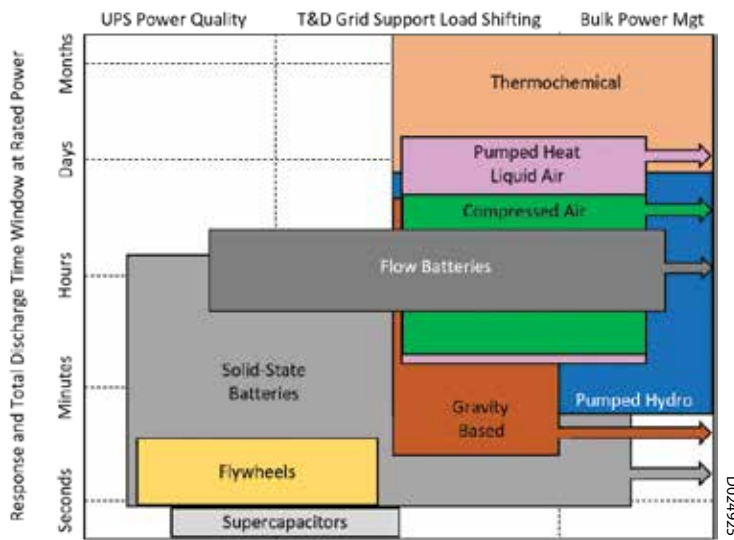 UPS Power Quality
T&D Grid Support Load Shifting
Bulk Power Mgt
Response and Total Discharge Time Window at Rated Power
Months
Days
Hours
Minutes
Seconds
Thermochemical
Pumped Heat
Liquid Air
Compressed Air
Flow Batteries
Solid-State
Batteries
Gravity
Based
Pumped Hydro
Flywheels
Supercapacitors
D024925